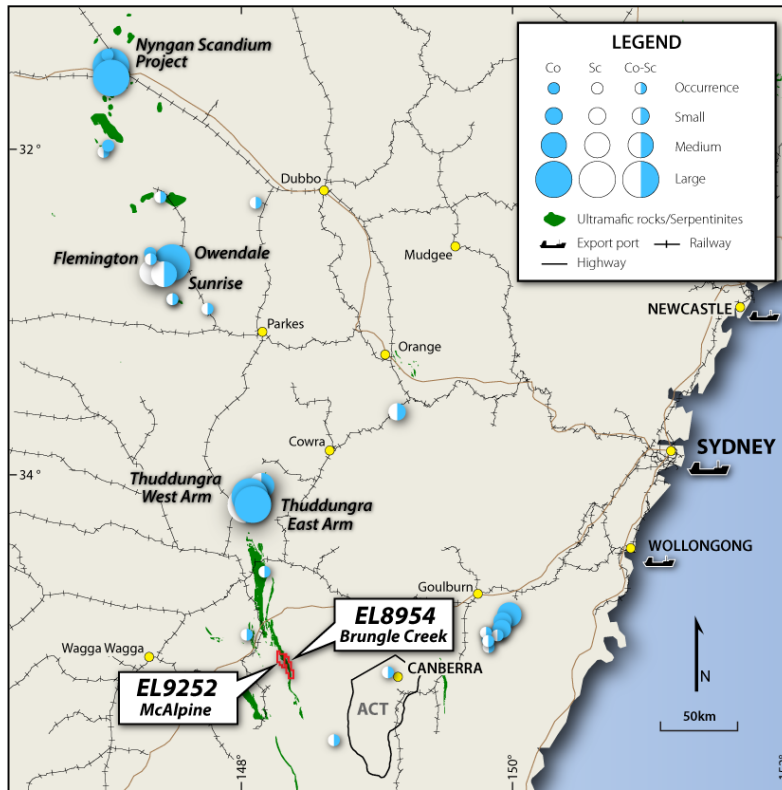 Nyngan Scandium
Project
LEGEND
Co Sc Co-Sc
Occurrence
Small
Medium
Large
Ultramafic rocks/Serpentinites
Export port Railway
Highway
32°
Dubbo
Mudgee
Flemington
Owendale
Sunrise
NEWCASTLE
Parkes
Orange
Cowra
SYDNEY
34°
Thuddungra
West Arm
Thuddungra
East Arm
WOLLONGONG
Goulburn
EL8954
Brungle Creek
Wagga Wagga
CANBERRA
EL9252
McAlpine
ACT
N
50km
148°
150°
152°